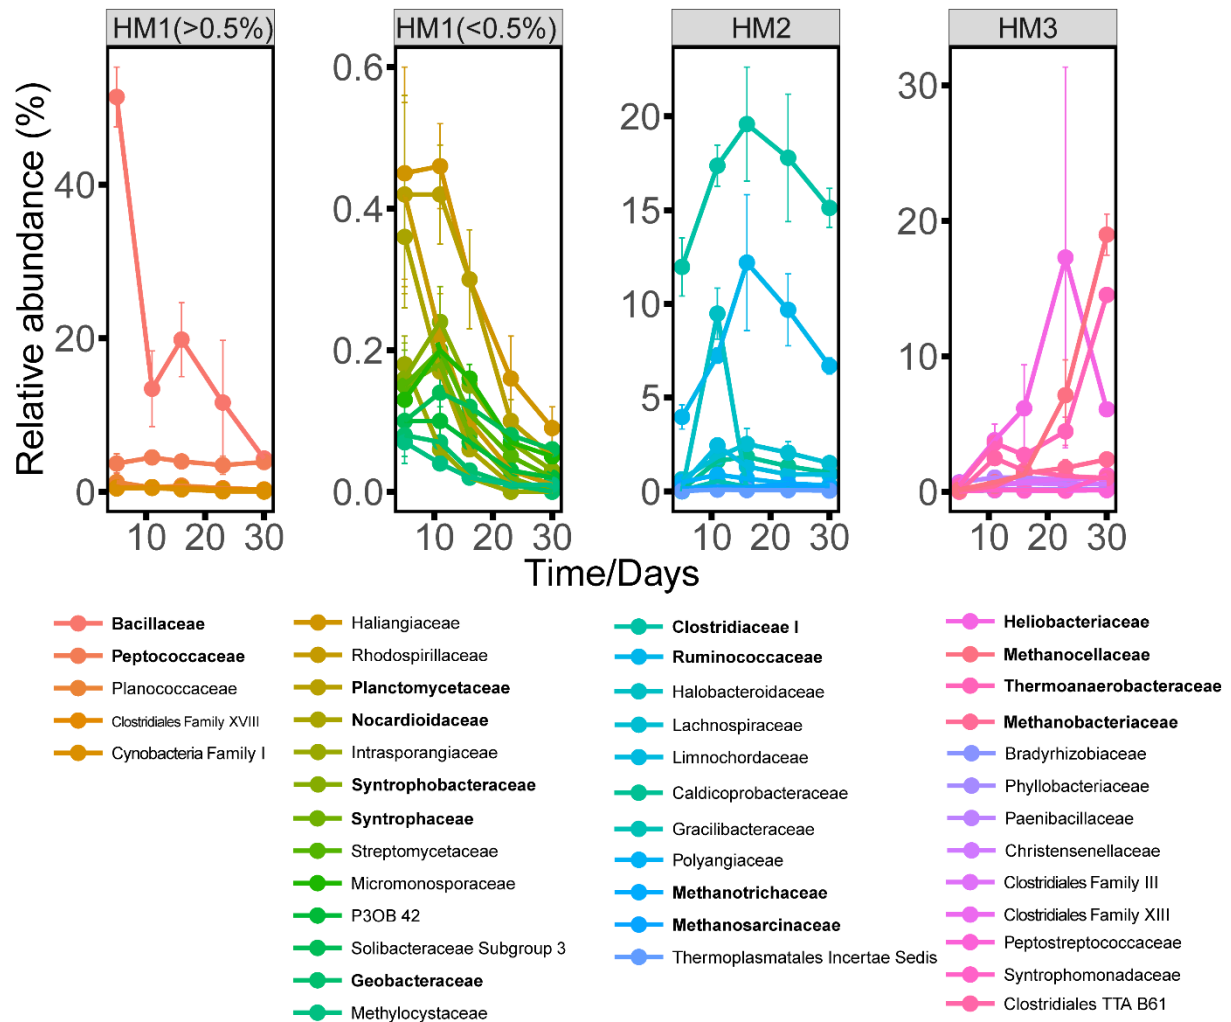 HM1(>0.5%)
HM1(<0.5%)
HM2
HM3
Relative abundance (%)
40
20
0
0.6
0.4
0.2
0.0
20
15
10
5
0
30
20
10
0
10 20 30
10 20 30
10 20 30
10 20 30
Time/Days
Bacillaceae
Peptococcaceae
Planococcaceae
Clostridiales Family XVIII
Cynobacteria Family I
Haliangiaceae
Rhodospirillaceae
Planctomycetaceae
Nocardioidaceae
Intrasporangiaceae
Syntrophobacteraceae
Syntrophaceae
Streptomycetaceae
Micromonosporaceae
P3OB 42
Solibacteraceae Subgroup 3
Geobacteraceae
Methylocystaceae
Clostridiaceae I
Ruminococcaceae
Halobacteroidaceae
Lachnospiraceae
Limnochordaceae
Caldicoprobacteraceae
Gracilibacteraceae
Polyangiaceae
Methanotrichaceae
Methanosarcinaceae
Thermoplasmatales Incertae Sedis
Heliobacteriaceae
Methanocellaceae
Thermoanaerobacteraceae
Methanobacteriaceae
Bradyrhizobiaceae
Phyllobacteriaceae
Paenibacillaceae
Christensenellaceae
Clostridiales Family III
Clostridiales Family XIII
Peptostreptococcaceae
Syntrophomonadaceae
Clostridiales TTA B61